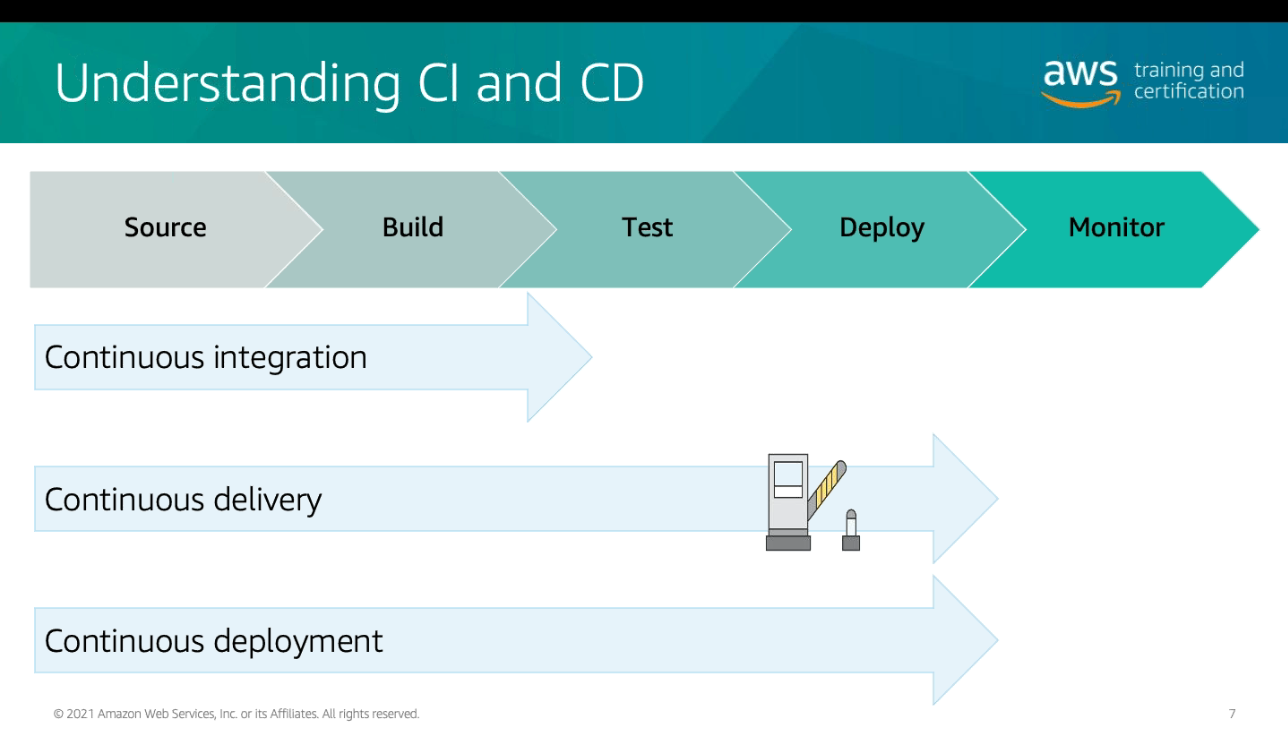 Understanding CI and CD
aws training and
certification
Source Build Test Deploy Monitor
Continuous integration
Continuous delivery
Continuous deployment
© 2021 Amazon Web Services, Inc. or its Affiliates. All rights reserved.
7